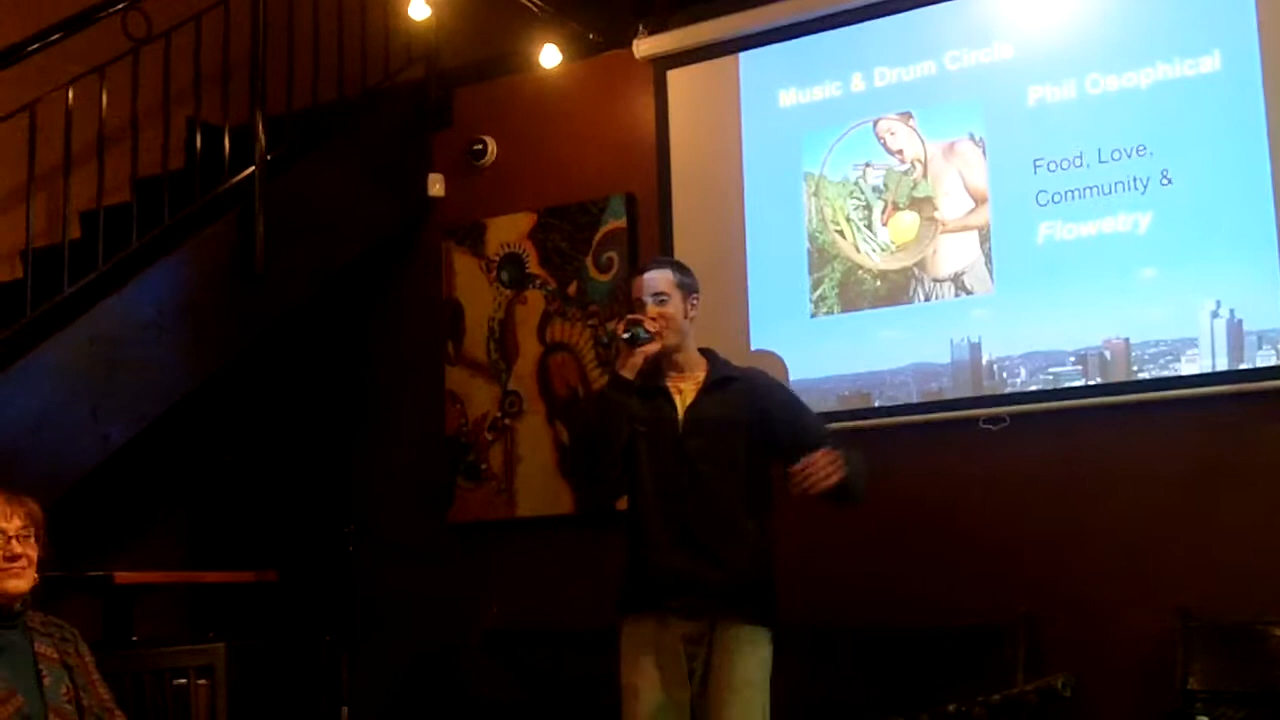 Music & Drum Circle
Phil Osophical
Food, Love,
Community &
Flowetry